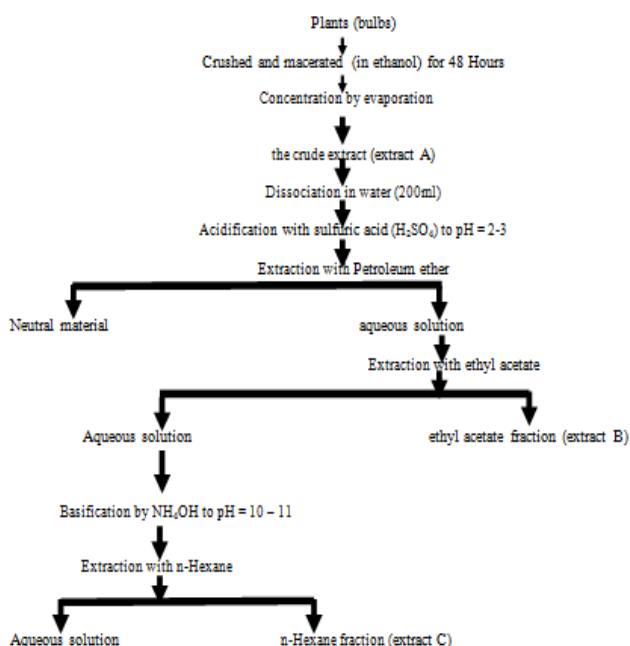 Plants (bulbs)
Crushed and macerated (in ethanol) for 48 Hours
Concentration by evaporation
the crude extract (extract A)
Dissociation in water (200ml)
Acidification with sulfuric acid (H₂SO₄) to pH = 2-3
Extraction with Petroleum ether
Neutral material
aqueous solution
Extraction with ethyl acetate
Aqueous solution
ethyl acetate fraction (extract B)
Basification by NH₄OH to pH = 10 – 11
Extraction with n-Hexane
Aqueous solution
n-Hexane fraction (extract C)